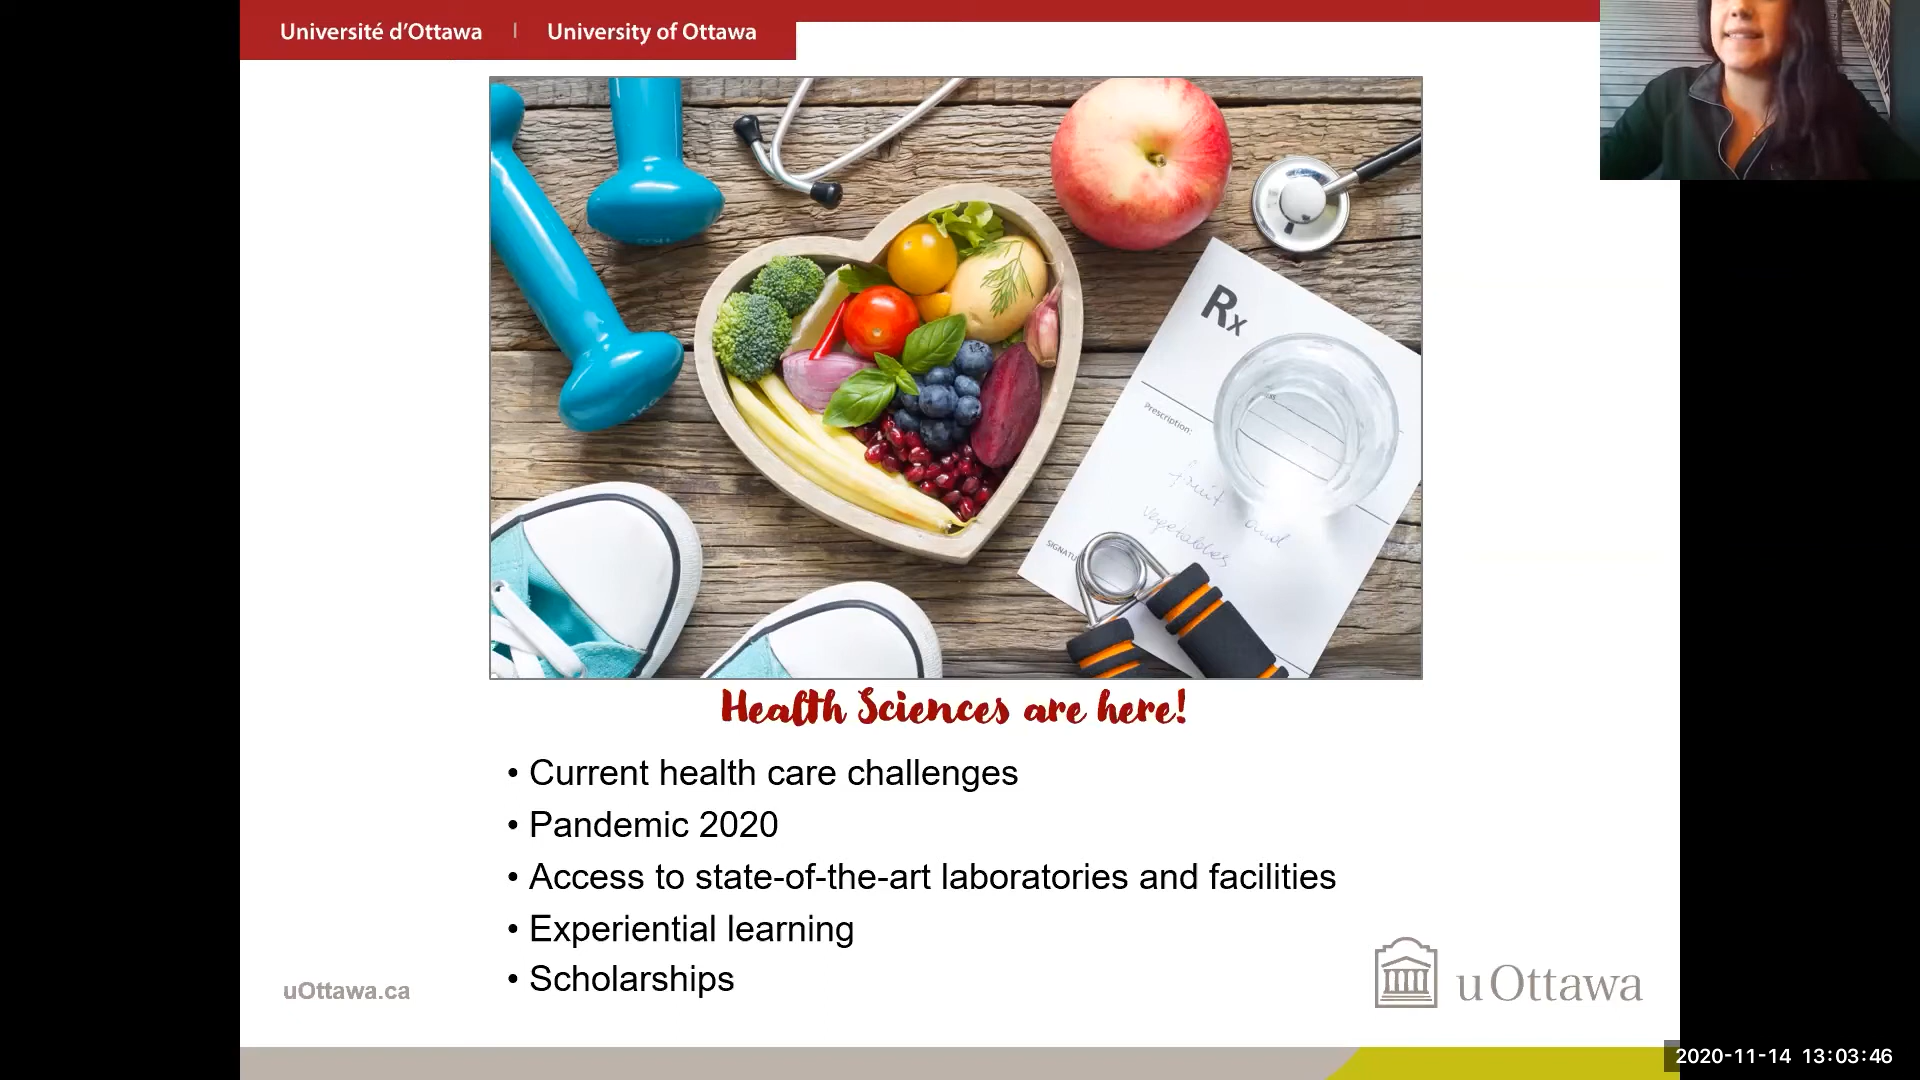 Université d'Ottawa | University of Ottawa
Rx
Prescription:
fruit and
vegetables
SIGNATU
Health Sciences are here!
• Current health care challenges
• Pandemic 2020
• Access to state-of-the-art laboratories and facilities
• Experiential learning
• Scholarships
uOttawa.ca
uOttawa
2020-11-14 13:03:46